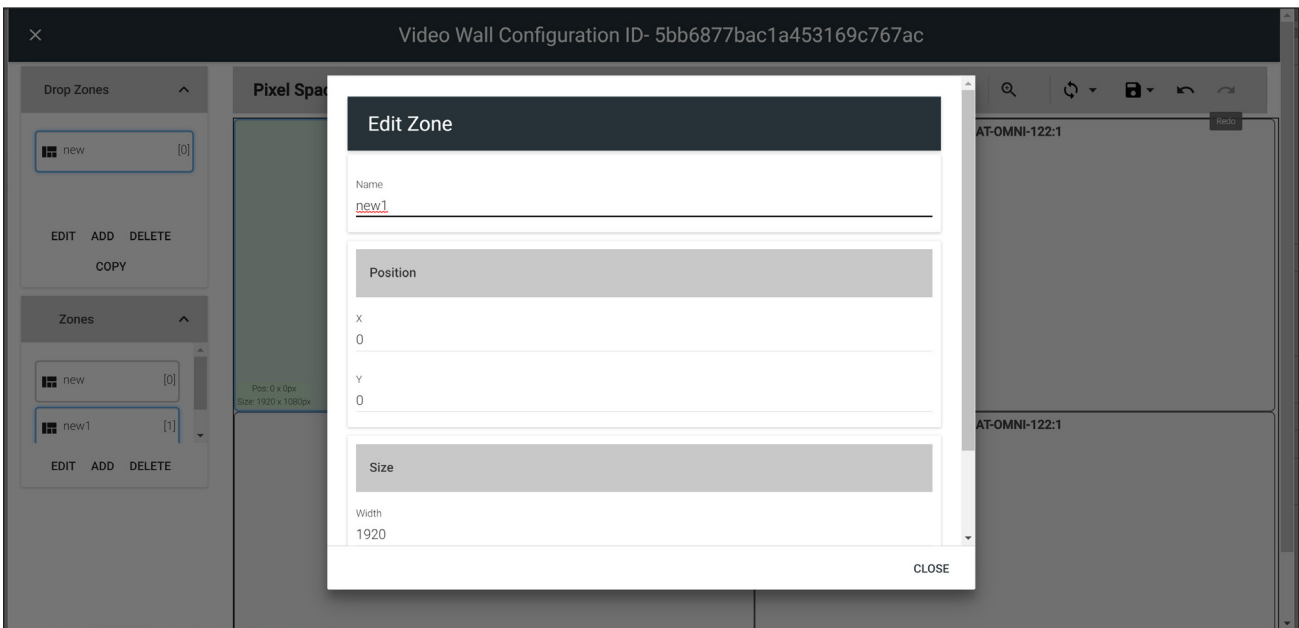 Video Wall Configuration ID- 5bb6877bac1a453169c767ac
Drop Zones
new [0]
EDIT ADD DELETE
COPY
Zones
new [0]
new1 [1]
EDIT ADD DELETE
Pixel
Redo
AT-OMNI-122:1
Pos: 0 x 0px
Size: 1920 x 1080px
AT-OMNI-122:1
Edit Zone
Name
new1
Position
X
0
Y
0
Size
Width
1920
CLOSE